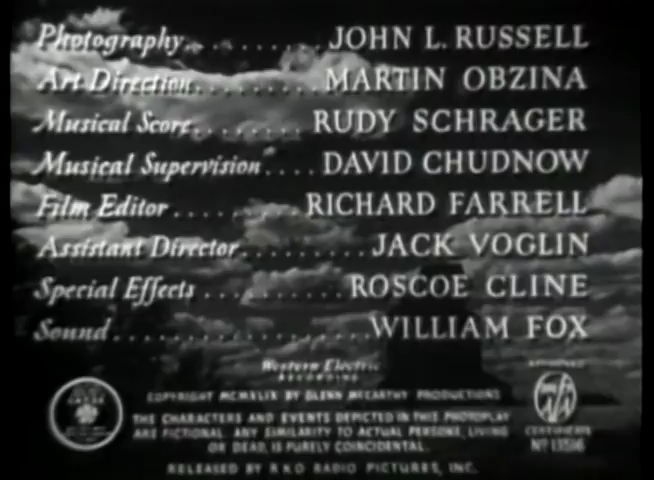 Photography.......... JOHN L. RUSSELL
Art Direction.......... MARTIN OBZINA
Musical Score........ RUDY SCHRAGER
Musical Supervision.... DAVID CHUDNOW
Film Editor......... RICHARD FARRELL
Assistant Director......... JACK VOGLIN
Special Effects .......... ROSCOE CLINE
Sound.................... WILLIAM FOX
Western Electric
RECORDING
COPYRIGHT MCMXLIX BY GLENN MCCARTHY PRODUCTIONS
THE CHARACTERS AND EVENTS DEPICTED IN THIS PHOTOPLAY
ARE FICTIONAL. ANY SIMILARITY TO ACTUAL PERSONS, LIVING
OR DEAD, IS PURELY COINCIDENTAL.
CERTIFICATE
Nº 13516
RELEASED BY R K O RADIO PICTURES, INC.